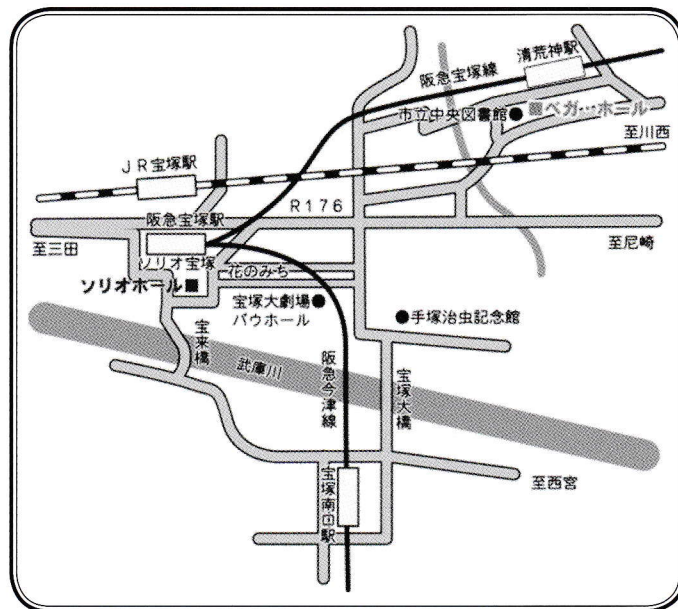 清荒神駅
阪急宝塚線
市立中央図書館●
■ベガ・ホール
至川西
JR宝塚駅
R176
阪急宝塚駅
至三田
至尼崎
ソリオ宝塚
花のみち
ソリオホール■
宝塚大劇場●
バウホール
●手塚治虫記念館
宝来橋
武庫川
阪急今津線
宝塚大橋
至西宮
宝塚南口駅